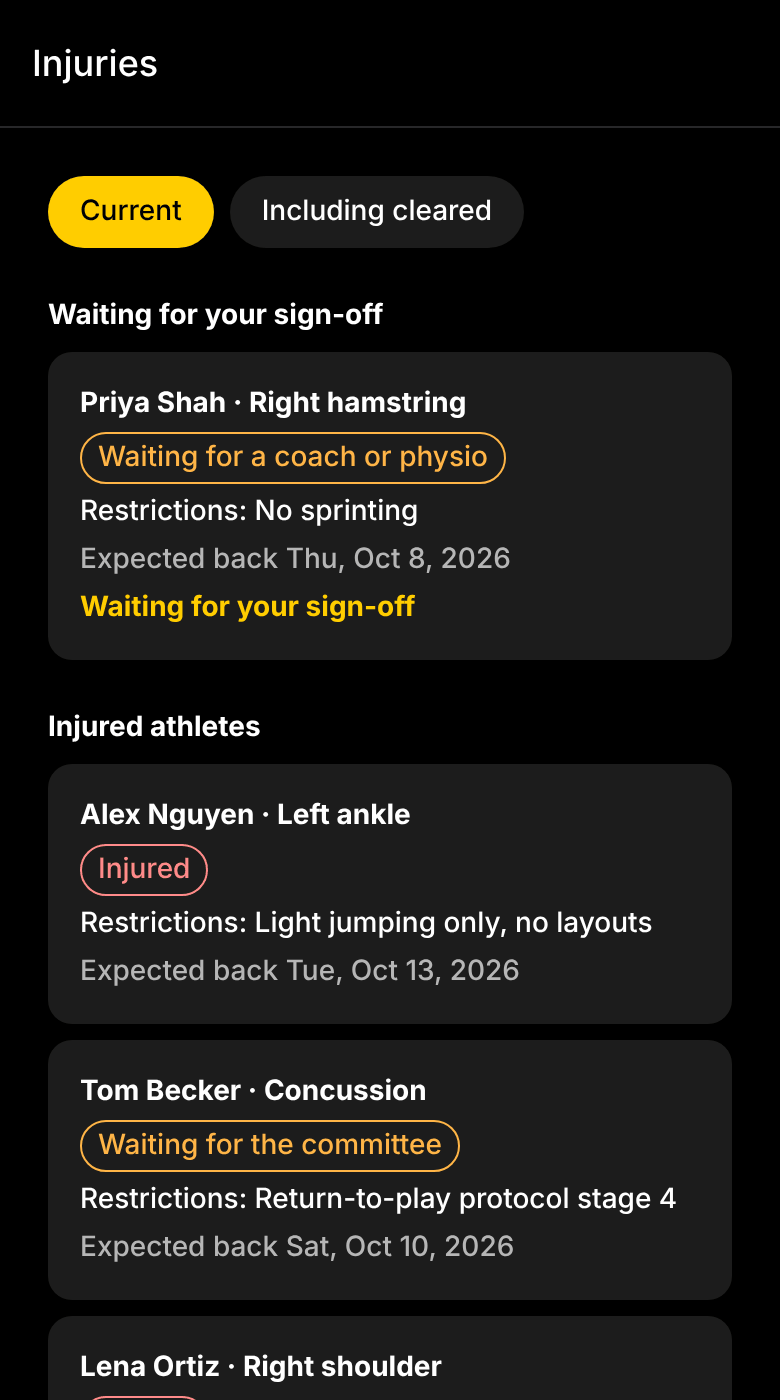 Injuries
Current
Including cleared
Waiting for your sign-off
Priya Shah · Right hamstring
Waiting for a coach or physio
Restrictions: No sprinting
Expected back Thu, Oct 8, 2026
Waiting for your sign-off
Injured athletes
Alex Nguyen · Left ankle
Injured
Restrictions: Light jumping only, no layouts
Expected back Tue, Oct 13, 2026
Tom Becker · Concussion
Waiting for the committee
Restrictions: Return-to-play protocol stage 4
Expected back Sat, Oct 10, 2026
Lena Ortiz · Right shoulder